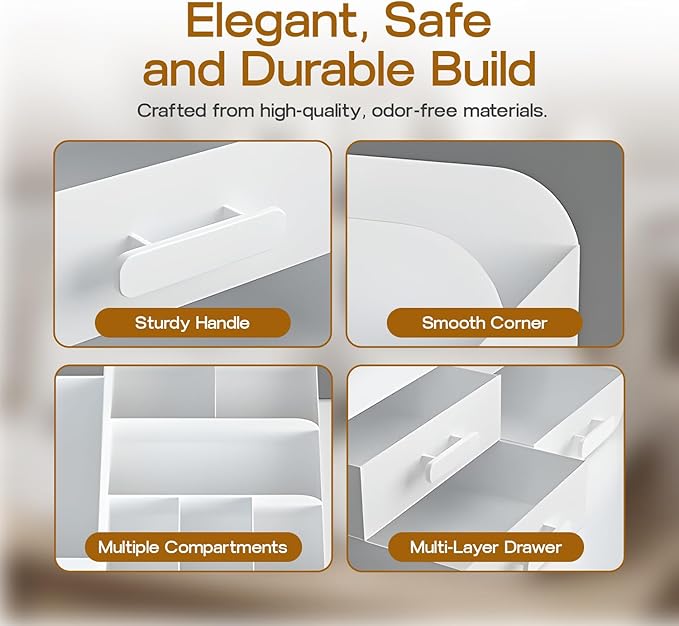 Elegant, Safe
and Durable Build
Crafted from high-quality, odor-free materials.
Sturdy Handle
Smooth Corner
Multiple Compartments
Multi-Layer Drawer